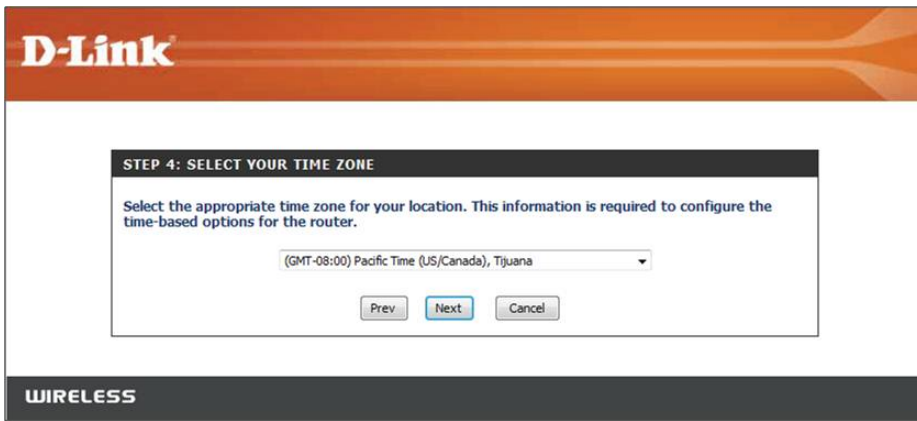 D-Link
STEP 4: SELECT YOUR TIME ZONE
Select the appropriate time zone for your location. This information is required to configure the
time-based options for the router.
(GMT-08:00) Pacific Time (US/Canada), Tijuana
Prev Next Cancel
WIRELESS